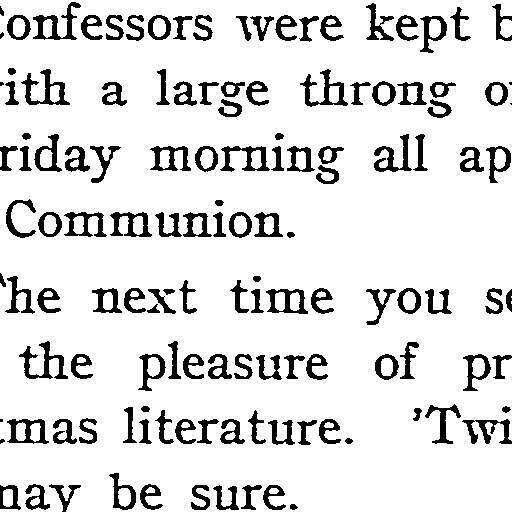 Confessors were kept b
ith a large throng o
riday morning all ap
Communion.
The next time you se
the pleasure of pr
tmas literature. 'Twi
may be sure.